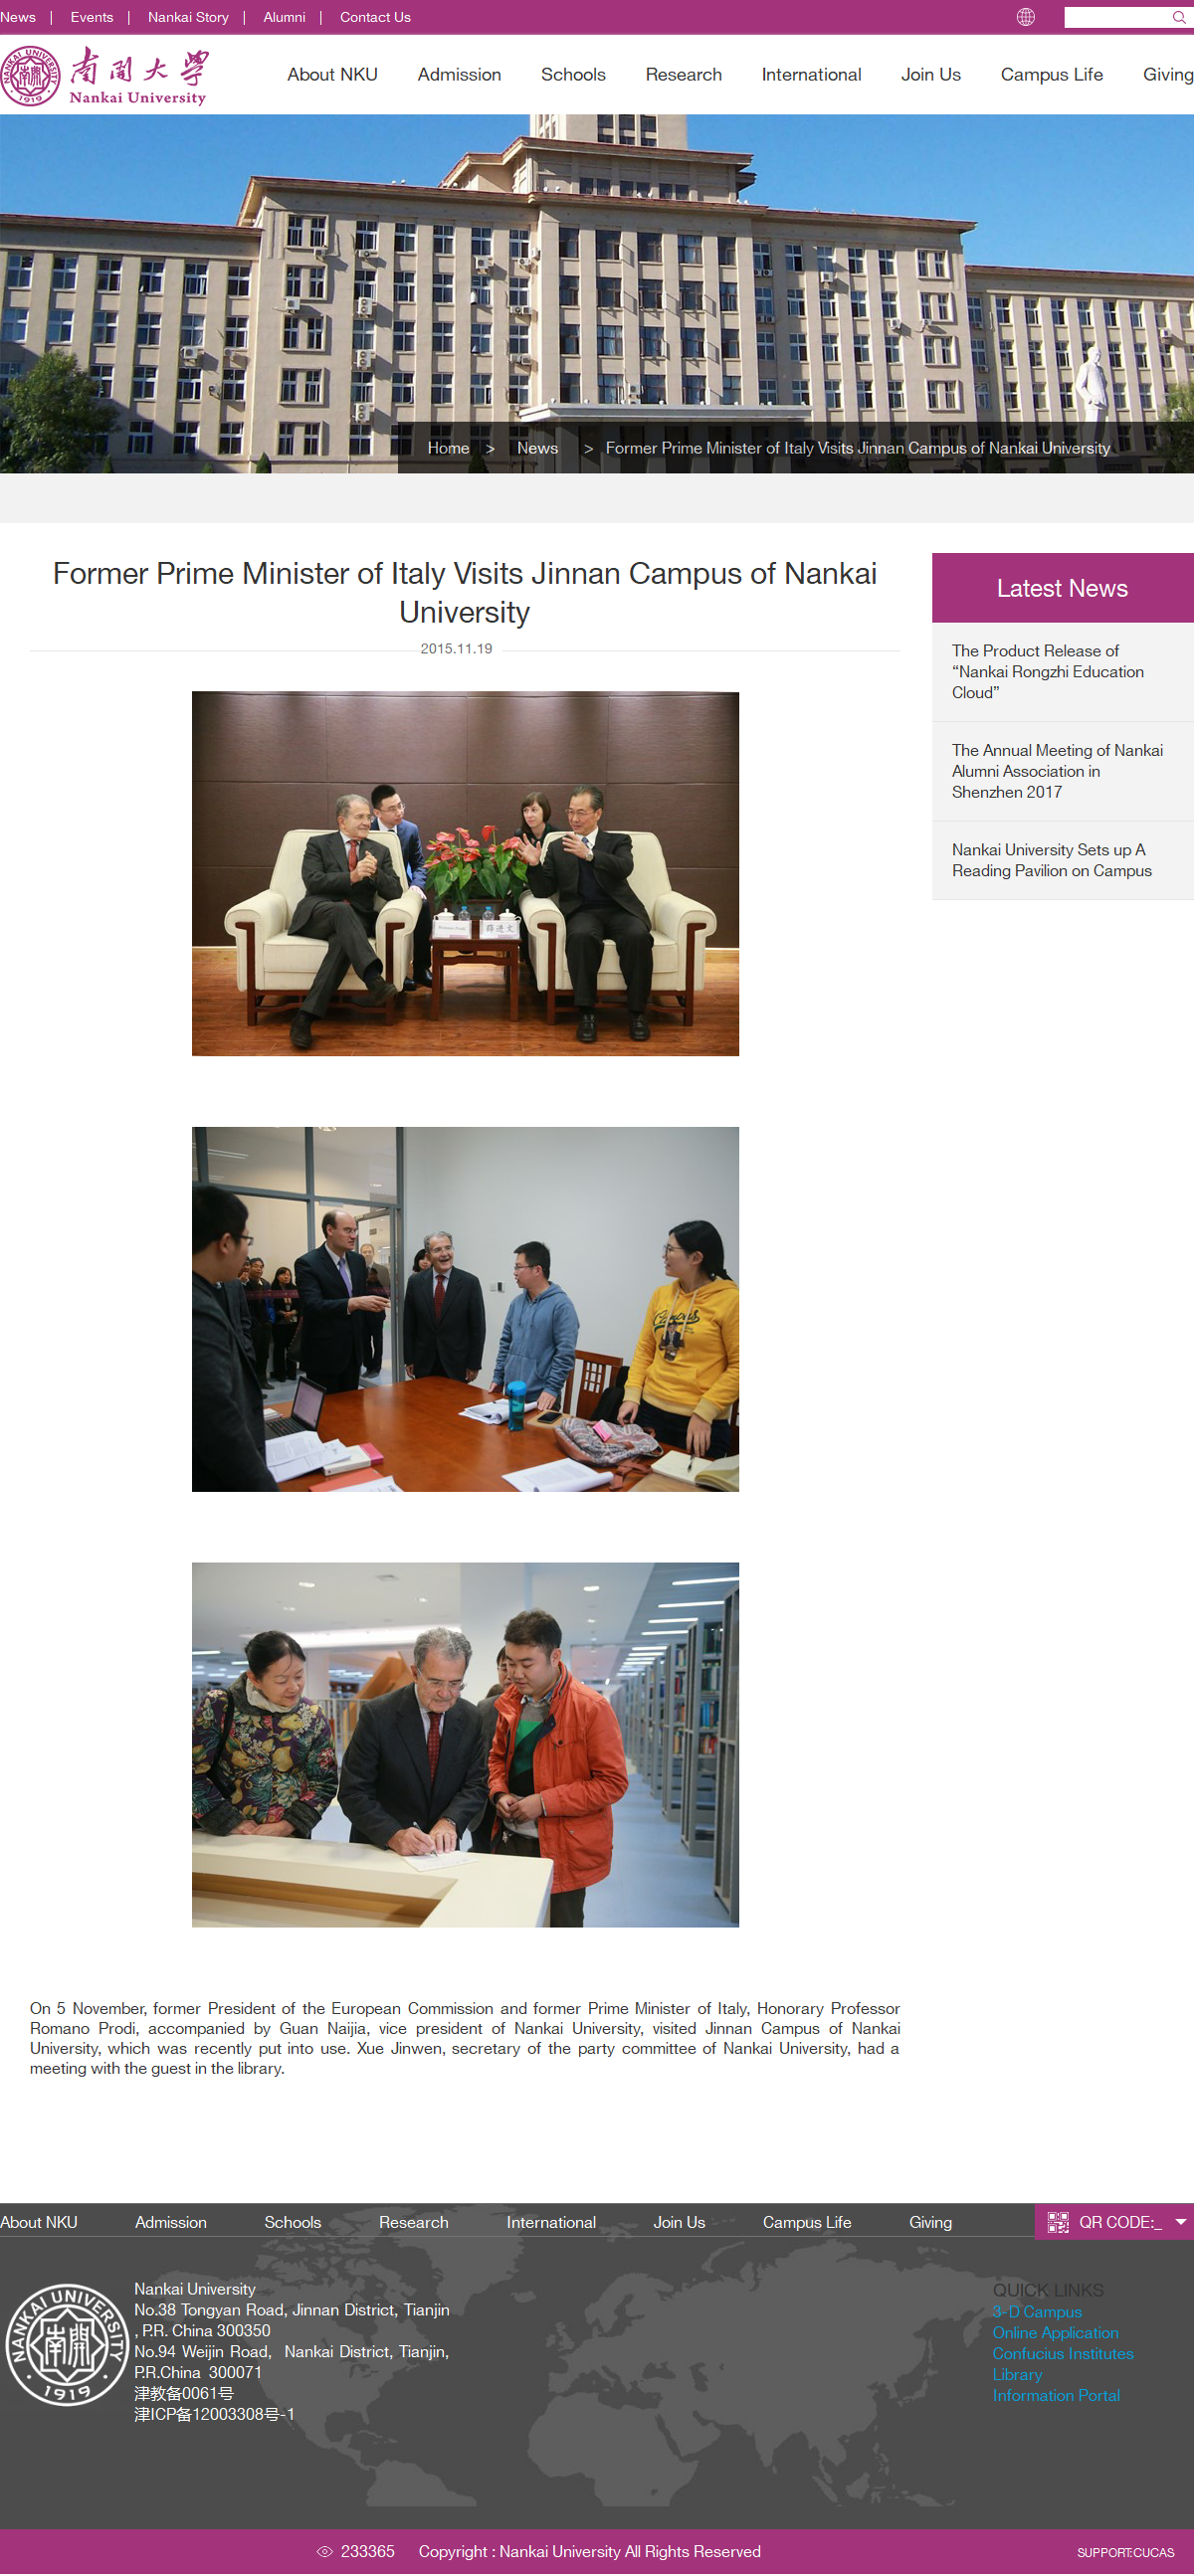 News | Events | Nankai Story | Alumni | Contact Us
NANKAI UNIVERSITY
1919
南開大學
Nankai University
About NKU Admission Schools Research International Join Us Campus Life Giving
Home > News > Former Prime Minister of Italy Visits Jinnan Campus of Nankai University
Former Prime Minister of Italy Visits Jinnan Campus of Nankai
University
2015.11.19
Latest News
The Product Release of
“Nankai Rongzhi Education
Cloud”
The Annual Meeting of Nankai
Alumni Association in
Shenzhen 2017
Nankai University Sets up A
Reading Pavilion on Campus
薛进文
On 5 November, former President of the European Commission and former Prime Minister of Italy, Honorary Professor
Romano Prodi, accompanied by Guan Naijia, vice president of Nankai University, visited Jinnan Campus of Nankai
University, which was recently put into use. Xue Jinwen, secretary of the party committee of Nankai University, had a
meeting with the guest in the library.
About NKU Admission Schools Research International Join Us Campus Life Giving
QR CODE:_
NANKAI UNIVERSITY
南開
1919
Nankai University
No.38 Tongyan Road, Jinnan District, Tianjin
, P.R. China 300350
No.94 Weijin Road, Nankai District, Tianjin,
P.R.China 300071
津教备0061号
津ICP备12003308号-1
QUICK LINKS
3-D Campus
Online Application
Confucius Institutes
Library
Information Portal
233365 Copyright : Nankai University All Rights Reserved
SUPPORT:CUCAS